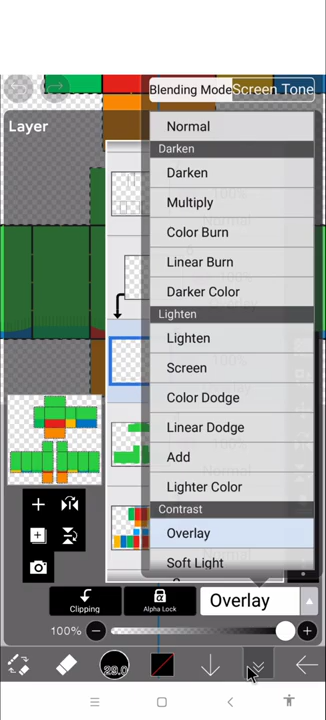 Blending Mode
Screen Tone
Layer
Normal
Darken
Darken
Multiply
Color Burn
Linear Burn
Darker Color
Lighten
Lighten
Screen
Color Dodge
Linear Dodge
Add
Lighter Color
Contrast
Overlay
Soft Light
Clipping
Alpha Lock
Overlay
100%
29.0